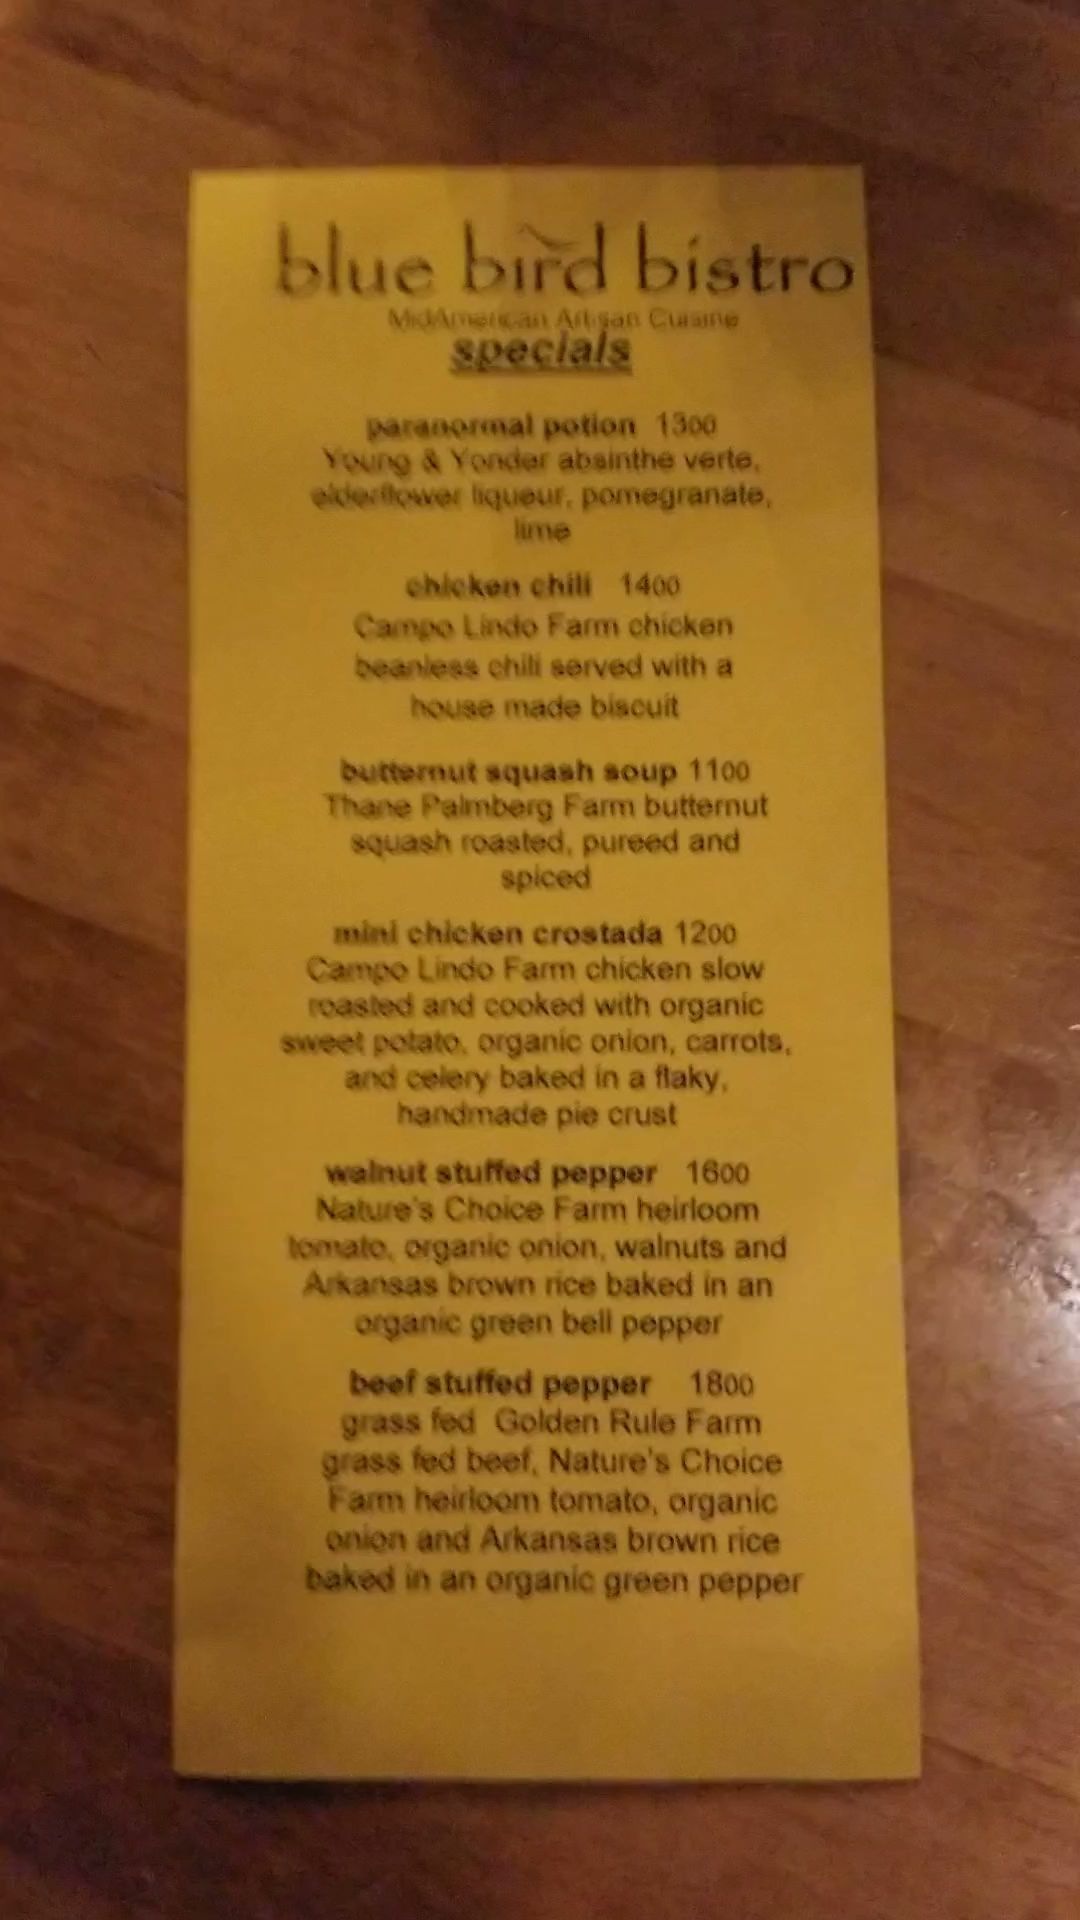 blue bird bistro
MidAmerican Artisan Cuisine
specials
paranormal potion 1300
Young & Yonder absinthe verte,
elderflower liqueur, pomegranate,
lime
chicken chili 1400
Campo Lindo Farm chicken
beanless chili served with a
house made biscuit
butternut squash soup 1100
Thane Palmberg Farm butternut
squash roasted, pureed and
spiced
mini chicken crostada 1200
Campo Lindo Farm chicken slow
roasted and cooked with organic
sweet potato, organic onion, carrots,
and celery baked in a flaky,
handmade pie crust
walnut stuffed pepper 1600
Nature's Choice Farm heirloom
tomato, organic onion, walnuts and
Arkansas brown rice baked in an
organic green bell pepper
beef stuffed pepper 1800
grass fed Golden Rule Farm
grass fed beef, Nature's Choice
Farm heirloom tomato, organic
onion and Arkansas brown rice
baked in an organic green pepper